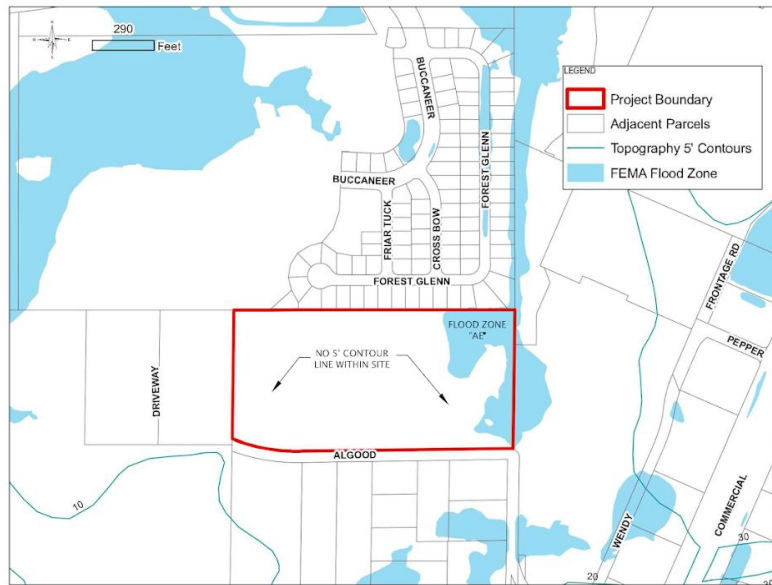 290
Feet
LEGEND
Project Boundary
Adjacent Parcels
Topography 5' Contours
FEMA Flood Zone
BUCCANEER
FOREST GLENN
BUCCANEER
FRIAR TUCK
CROSS BOW
FOREST GLENN
FRONTAGE RD
PEPPER
FLOOD ZONE
"AE"
NO 5' CONTOUR
LINE WITHIN SITE
DRIVEWAY
ALGOOD
10
WENDY
COMMERCIAL
30
20